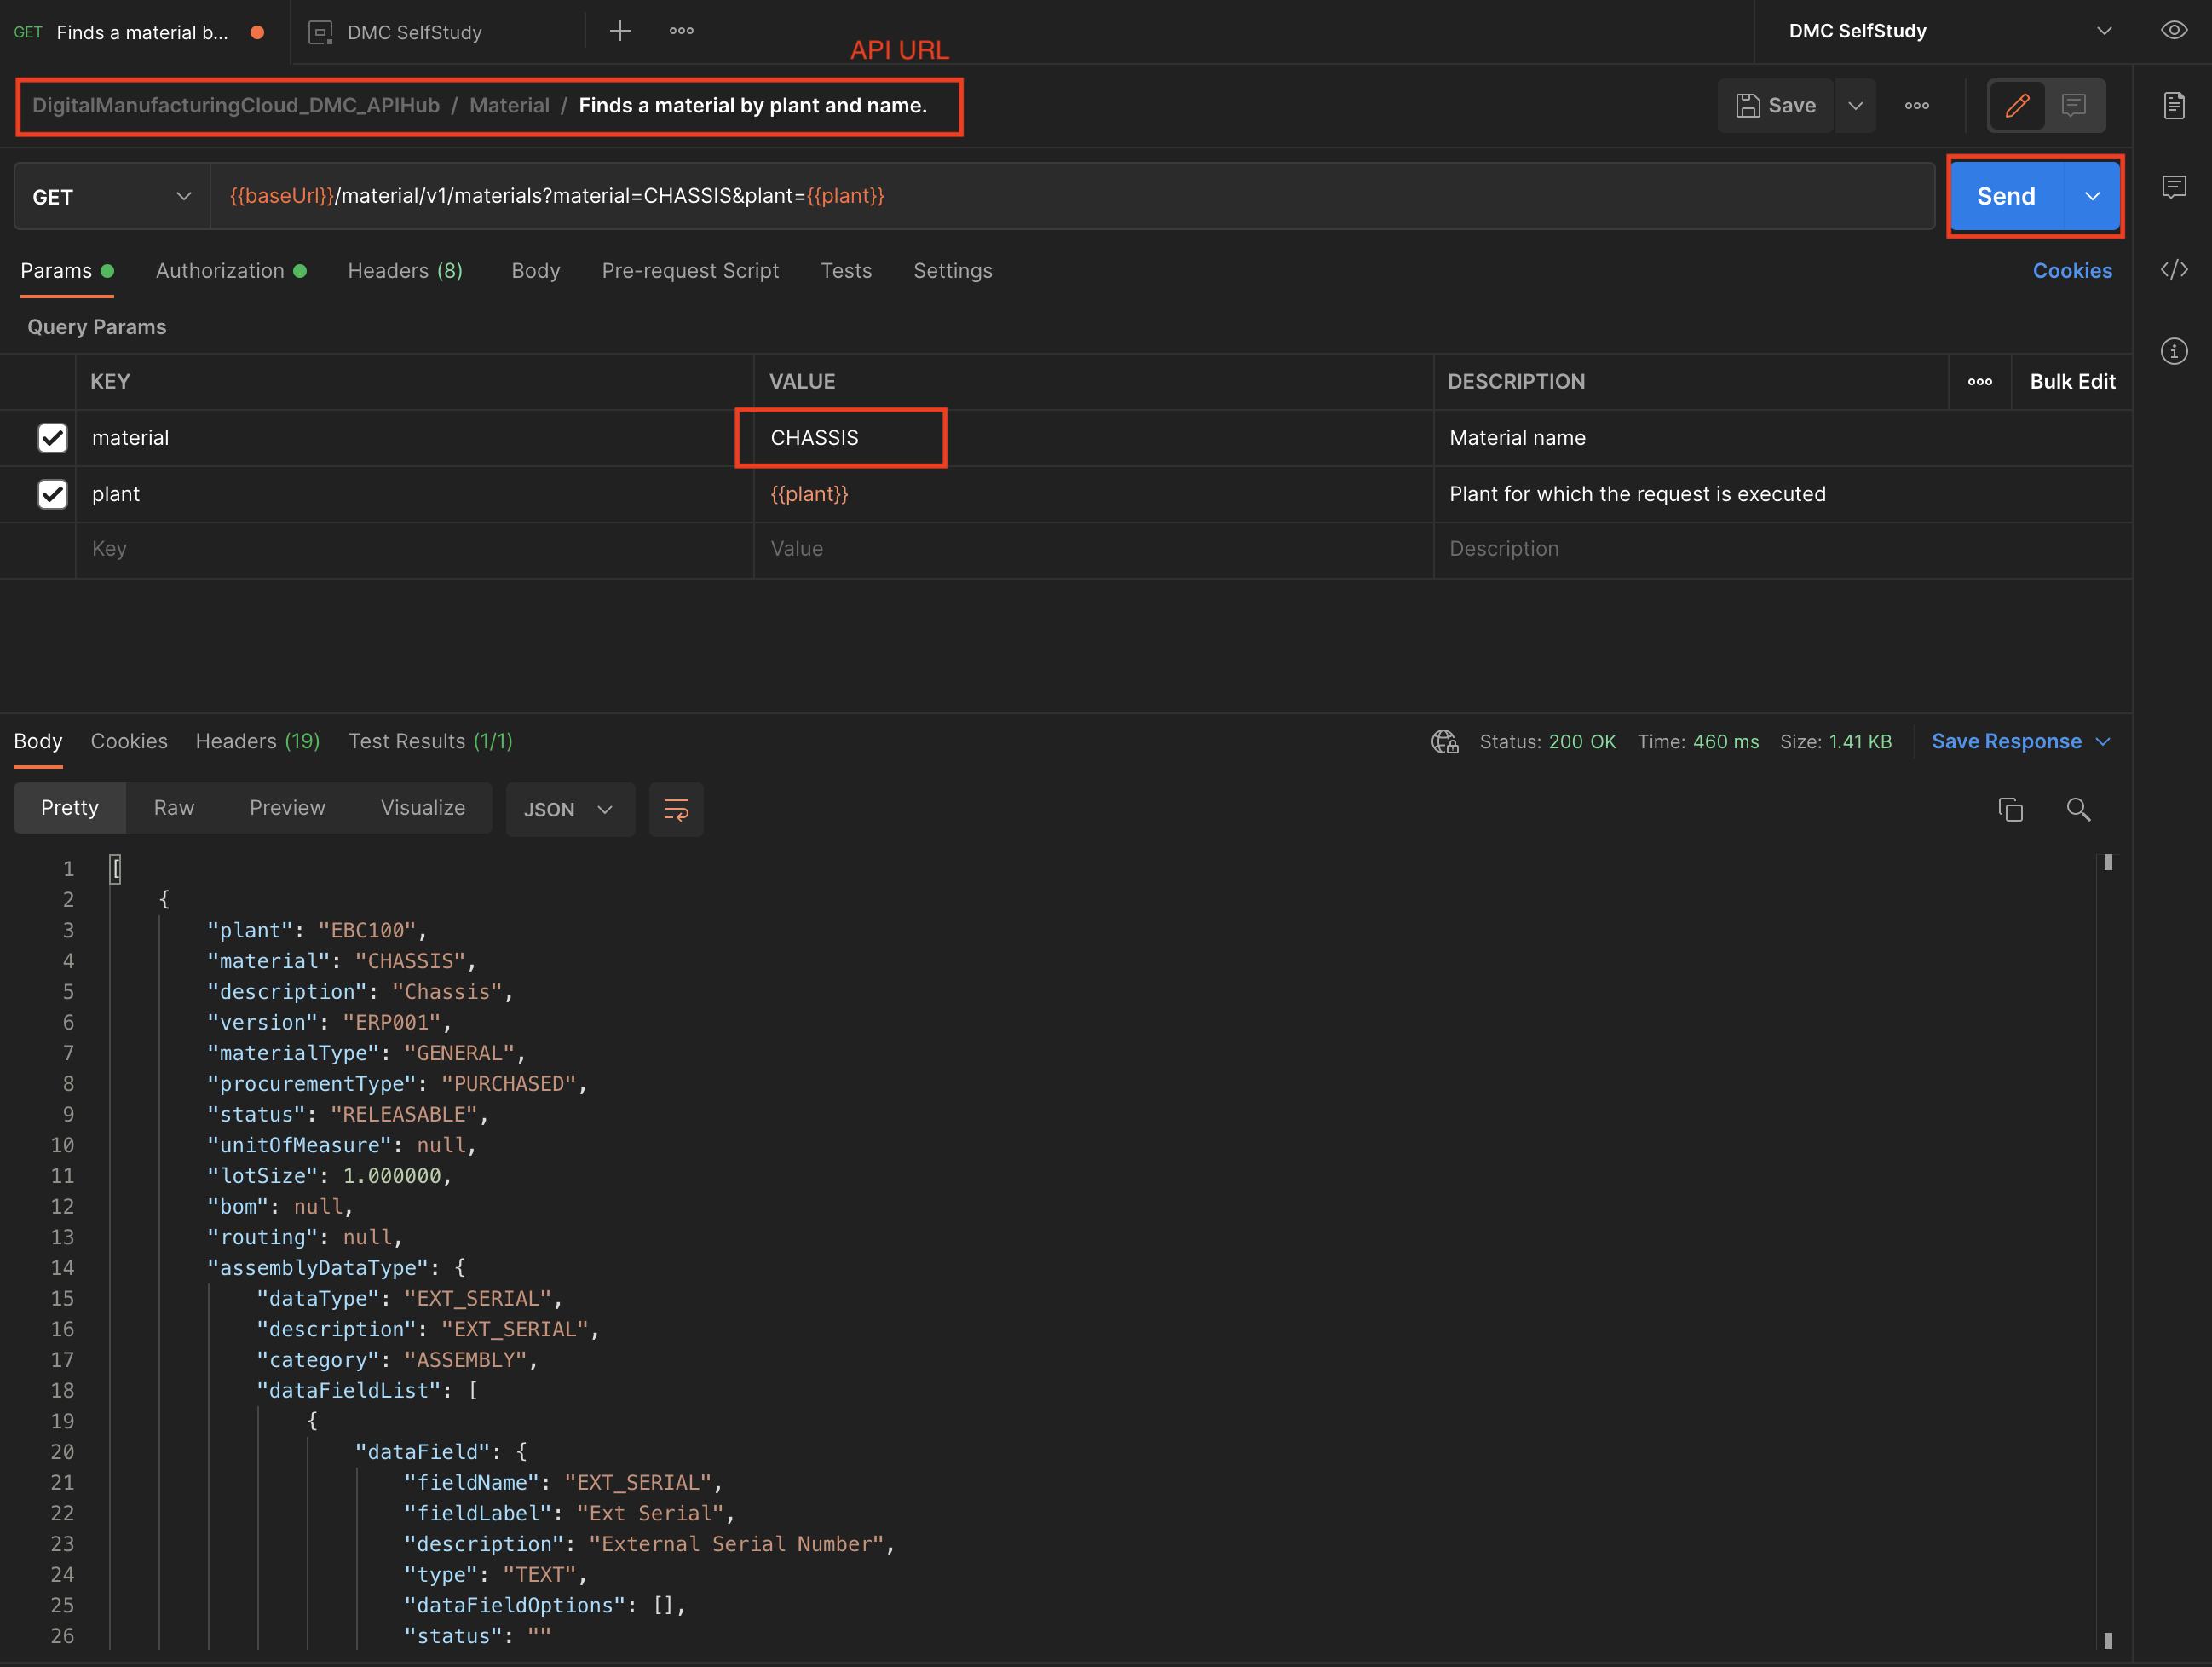 GET Finds a material b... DMC SelfStudy DMC SelfStudy
API URL
DigitalManufacturingCloud_DMC_APIHub / Material / Finds a material by plant and name. Save
GET {{baseUrl}}/material/v1/materials?material=CHASSIS&plant={{plant}} Send
Params Authorization Headers (8) Body Pre-request Script Tests Settings Cookies
Query Params
KEY VALUE DESCRIPTION Bulk Edit
material CHASSIS Material name
plant {{plant}} Plant for which the request is executed
Key Value Description
Body Cookies Headers (19) Test Results (1/1) Status: 200 OK Time: 460 ms Size: 1.41 KB Save Response
Pretty Raw Preview Visualize JSON
1 [
2 {
3 "plant": "EBC100",
4 "material": "CHASSIS",
5 "description": "Chassis",
6 "version": "ERP001",
7 "materialType": "GENERAL",
8 "procurementType": "PURCHASED",
9 "status": "RELEASABLE",
10 "unitOfMeasure": null,
11 "lotSize": 1.000000,
12 "bom": null,
13 "routing": null,
14 "assemblyDataType": {
15 "dataType": "EXT_SERIAL",
16 "description": "EXT_SERIAL",
17 "category": "ASSEMBLY",
18 "dataFieldList": [
19 {
20 "dataField": {
21 "fieldName": "EXT_SERIAL",
22 "fieldLabel": "Ext Serial",
23 "description": "External Serial Number",
24 "type": "TEXT",
25 "dataFieldOptions": [],
26 "status": ""